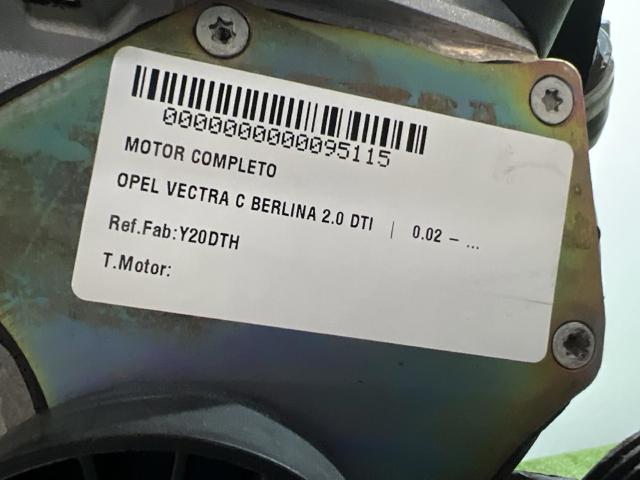 0000000000095115
MOTOR COMPLETO
OPEL VECTRA C BERLINA 2.0 DTI | 0.02 – ...
Ref.Fab:Y20DTH
T.Motor: